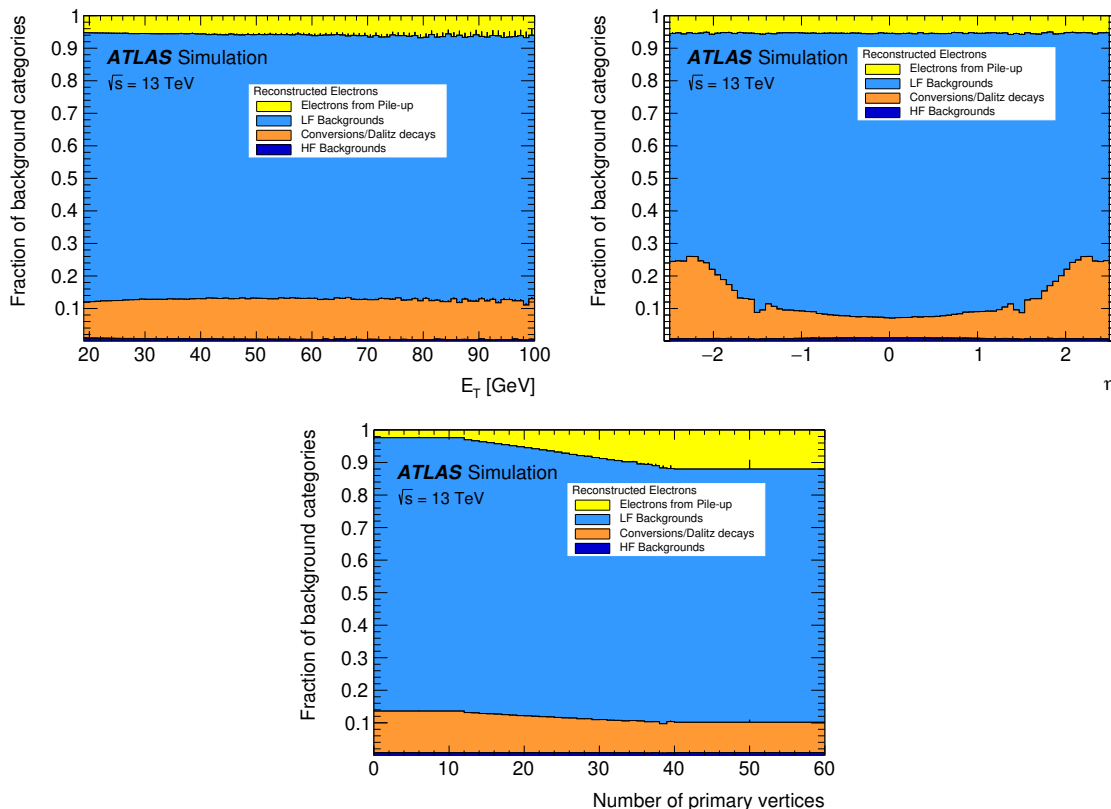 Fraction of background categories
1
0.9
0.8
0.7
0.6
0.5
0.4
0.3
0.2
0.1
ATLAS Simulation
√s = 13 TeV
Reconstructed Electrons
Electrons from Pile-up
LF Backgrounds
Conversions/Dalitz decays
HF Backgrounds
20 30 40 50 60 70 80 90 100
E_T [GeV]
Fraction of background categories
1
0.9
0.8
0.7
0.6
0.5
0.4
0.3
0.2
0.1
ATLAS Simulation
√s = 13 TeV
Reconstructed Electrons
Electrons from Pile-up
LF Backgrounds
Conversions/Dalitz decays
HF Backgrounds
−2 −1 0 1 2
η
Fraction of background categories
1
0.9
0.8
0.7
0.6
0.5
0.4
0.3
0.2
0.1
ATLAS Simulation
√s = 13 TeV
Reconstructed Electrons
Electrons from Pile-up
LF Backgrounds
Conversions/Dalitz decays
HF Backgrounds
0 10 20 30 40 50 60
Number of primary vertices